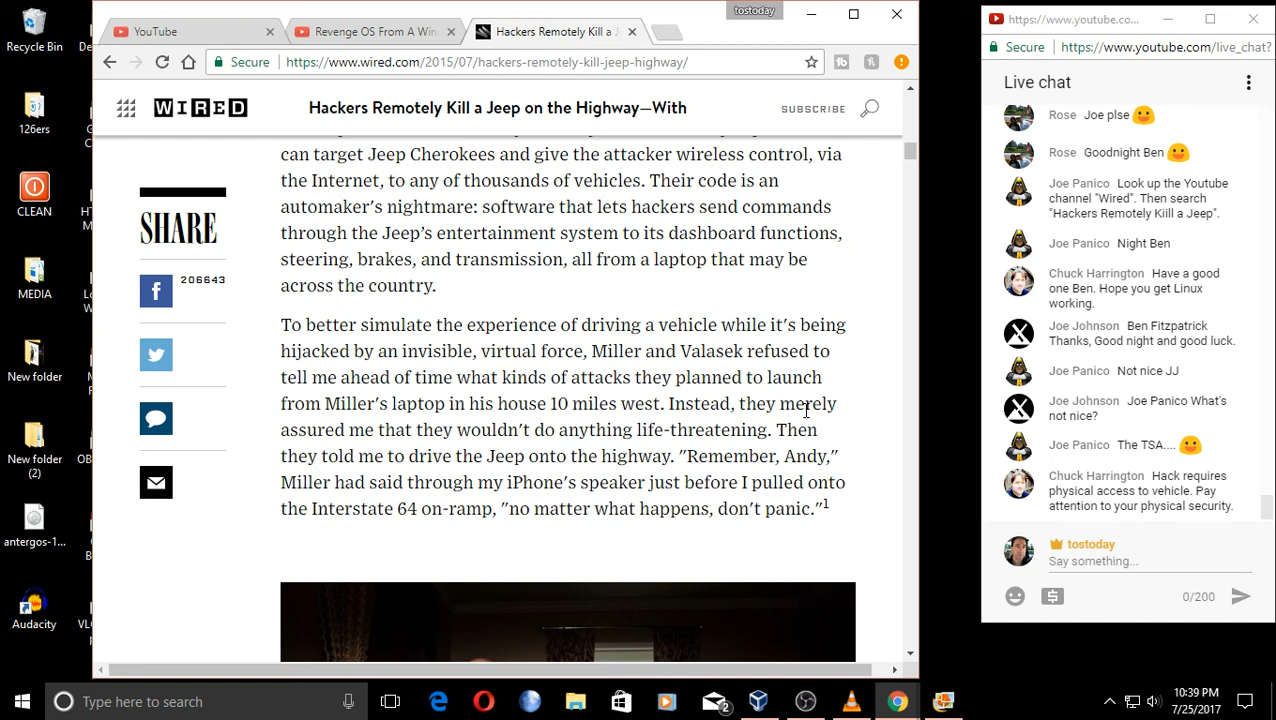 Recycle Bin
126ers
CLEAN
MEDIA
New folder
New folder
(2)
antergos-1...
Audacity
tostoday
YouTube
Revenge OS From A Win
Hackers Remotely Kill a J
Secure
https://www.wired.com/2015/07/hackers-remotely-kill-jeep-highway/
WIRED
Hackers Remotely Kill a Jeep on the Highway—With
SUBSCRIBE
SHARE
206643
can target Jeep Cherokees and give the attacker wireless control, via
the Internet, to any of thousands of vehicles. Their code is an
automaker's nightmare: software that lets hackers send commands
through the Jeep's entertainment system to its dashboard functions,
steering, brakes, and transmission, all from a laptop that may be
across the country.
To better simulate the experience of driving a vehicle while it's being
hijacked by an invisible, virtual force, Miller and Valasek refused to
tell me ahead of time what kinds of attacks they planned to launch
from Miller's laptop in his house 10 miles west. Instead, they merely
assured me that they wouldn't do anything life-threatening. Then
they told me to drive the Jeep onto the highway. "Remember, Andy,"
Miller had said through my iPhone's speaker just before I pulled onto
the Interstate 64 on-ramp, "no matter what happens, don't panic."1
https://www.youtube.co...
Secure
https://www.youtube.com/live_chat?
Live chat
Rose Joe plse
Rose Goodnight Ben
Joe Panico Look up the Youtube
channel "Wired". Then search
"Hackers Remotely Kiill a Jeep".
Joe Panico Night Ben
Chuck Harrington Have a good
one Ben. Hope you get Linux
working.
Joe Johnson Ben Fitzpatrick
Thanks, Good night and good luck.
Joe Panico Not nice JJ
Joe Johnson Joe Panico What's
not nice?
Joe Panico The TSA....
Chuck Harrington Hack requires
physical access to vehicle. Pay
attention to your physical security.
tostoday
Say something...
0/200
Type here to search
2
10:39 PM
7/25/2017